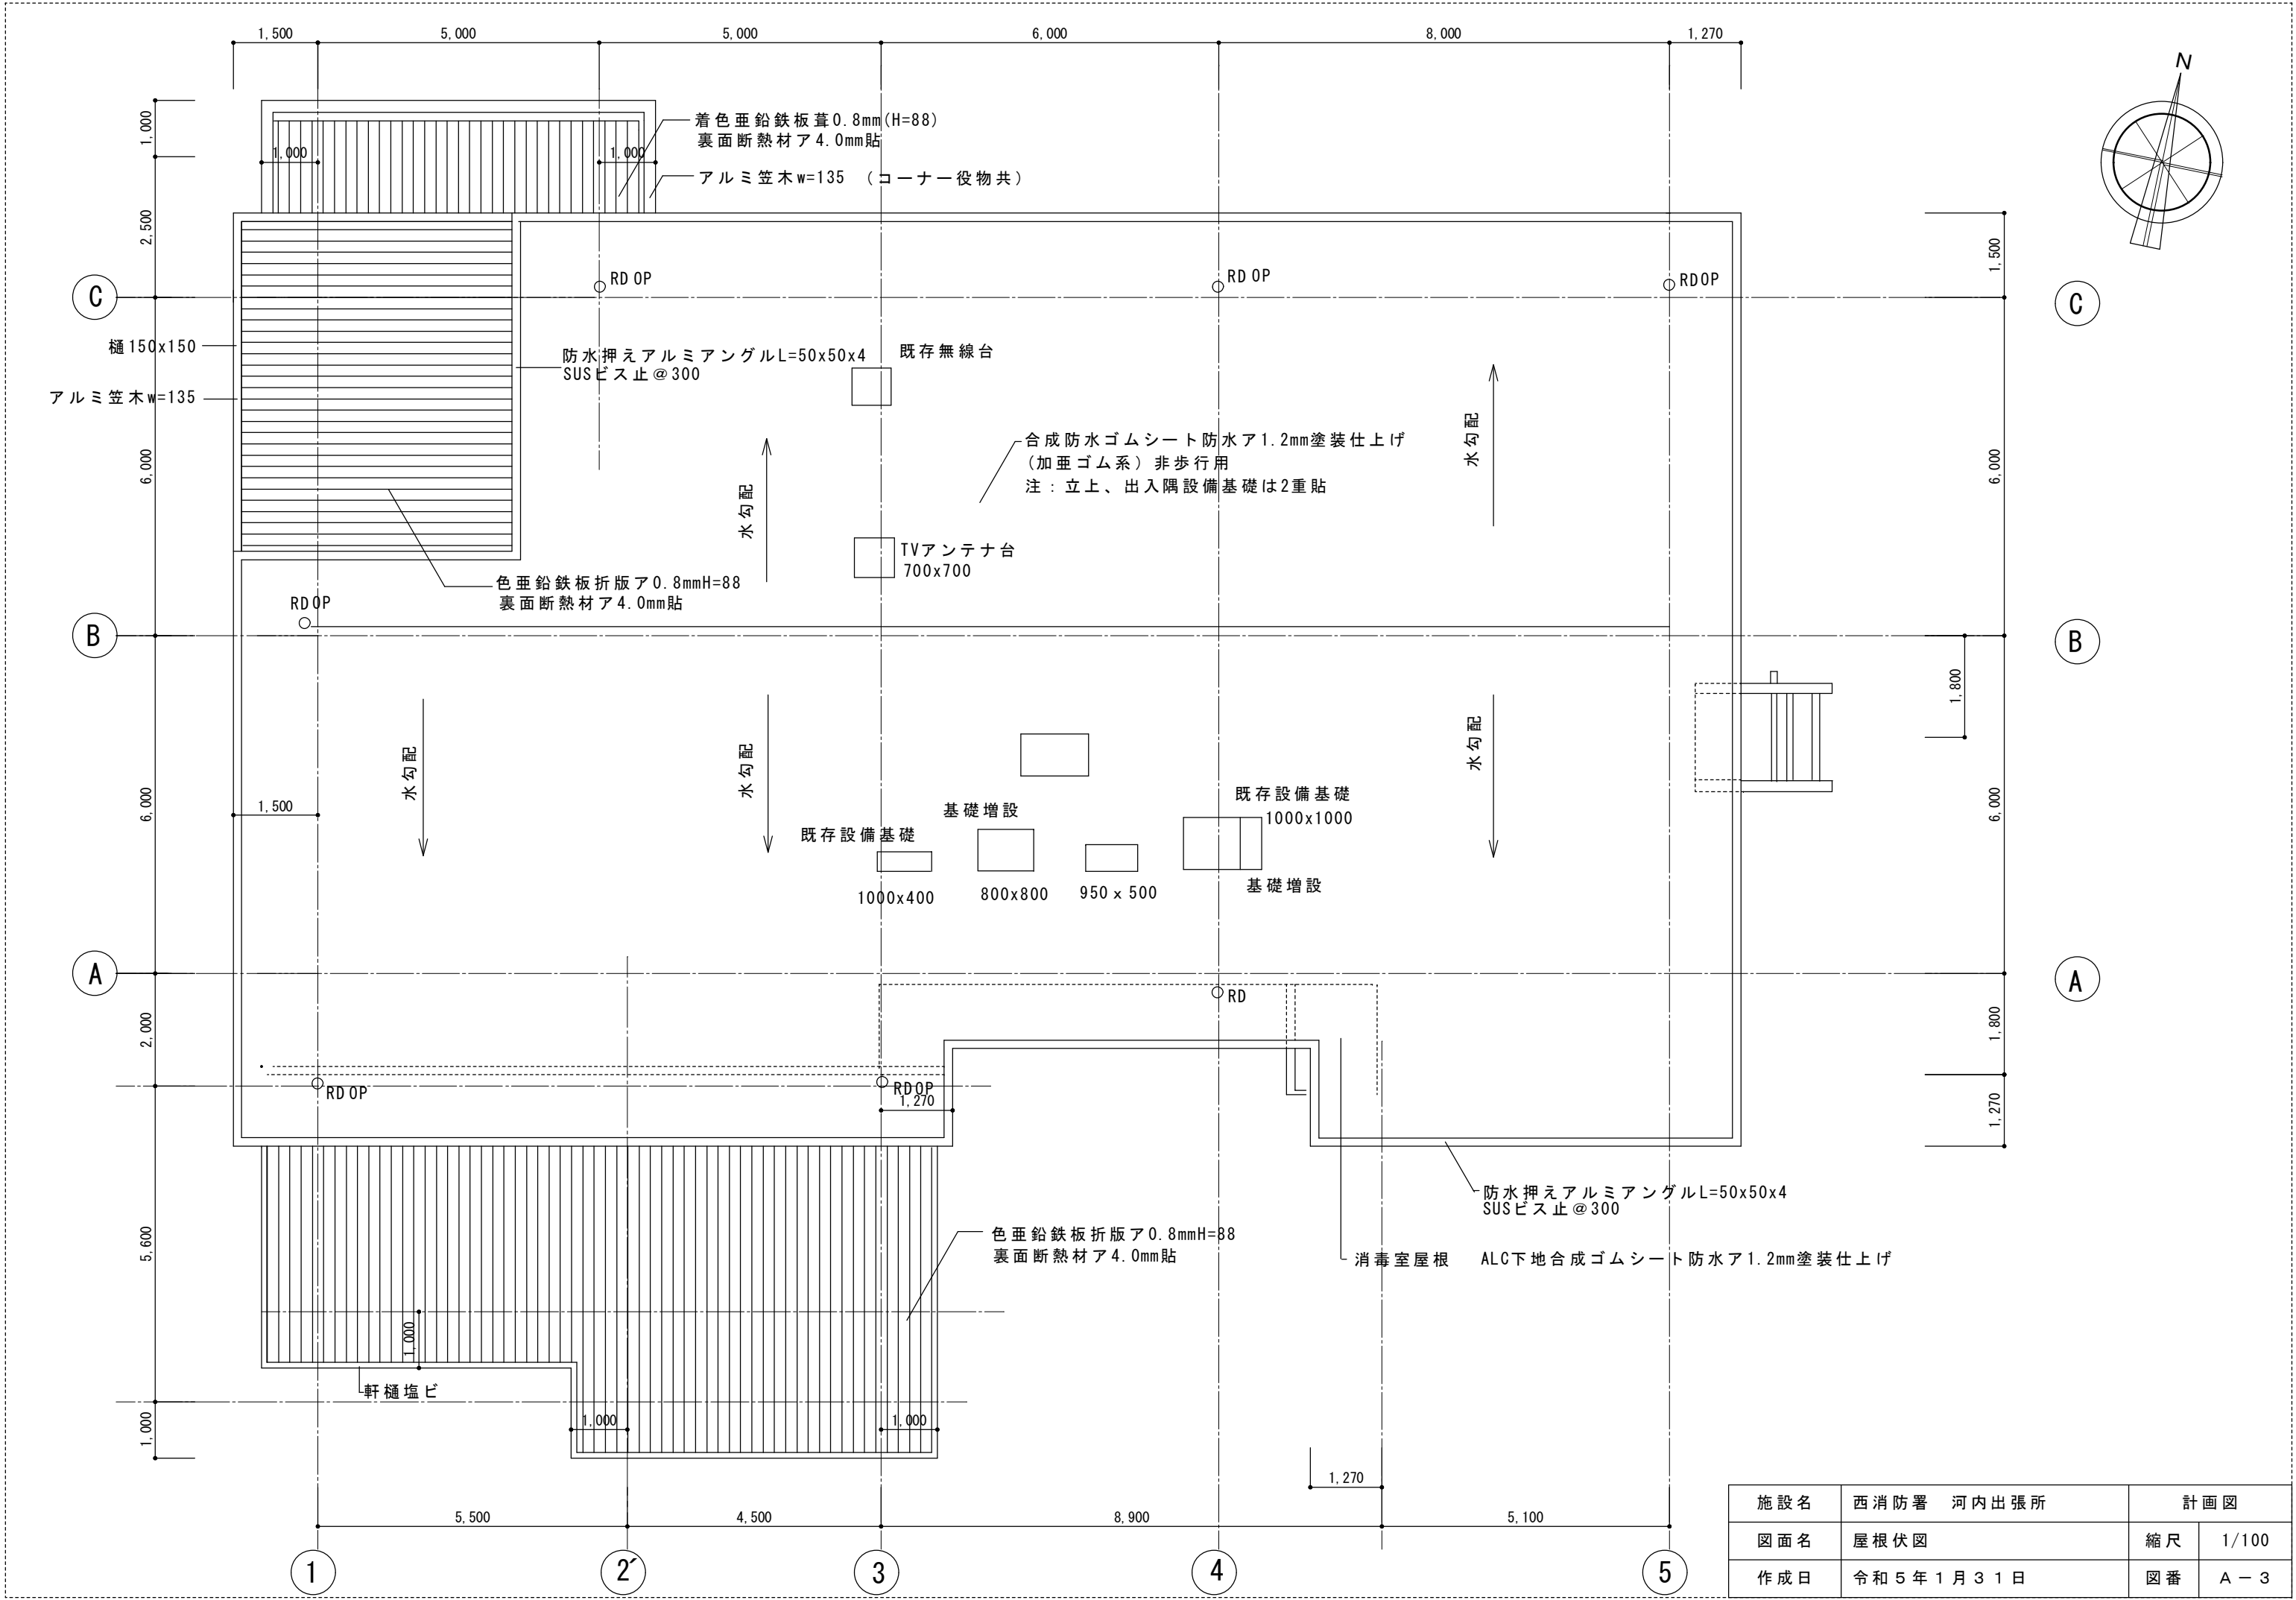 1,500
5,000
5,000
6,000
8,000
1,270
N
1,000
2,500
6,000
6,000
2,000
5,600
1,000
1,000
1,000
着色亜鉛鉄板葺0.8mm(H=88)
裏面断熱材ア4.0mm貼
アルミ笠木w=135 (コーナー役物共)
1,500
6,000
1,800
6,000
1,800
1,270
C
RDOP
RDOP
RDOP
C
樋150x150
アルミ笠木w=135
防水押えアルミアングルL=50x50x4
SUSビス止@300
既存無線台
水勾配
水勾配
合成防水ゴムシート防水ア1.2mm塗装仕上げ
(加亜ゴム系)非歩行用
注:立上、出入隅設備基礎は2重貼
TVアンテナ台
700x700
色亜鉛鉄板折版ア0.8mmH=88
裏面断熱材ア4.0mm貼
RDOP
B
B
水勾配
水勾配
水勾配
1,500
既存設備基礎
1000x400
基礎増設
800x800
950x500
既存設備基礎
1000x1000
基礎増設
A
A
RD
RDOP
RDOP
1,270
防水押えアルミアングルL=50x50x4
SUSビス止@300
色亜鉛鉄板折版ア0.8mmH=88
裏面断熱材ア4.0mm貼
消毒室屋根 ALC下地合成ゴムシート防水ア1.2mm塗装仕上げ
1,000
軒樋塩ビ
1,000
1,000
1,270
5,500
4,500
8,900
5,100
1
2´
3
4
5
施設名 西消防署 河内出張所 計画図
図面名 屋根伏図 縮尺 1/100
作成日 令和5年1月31日 図番 A-3